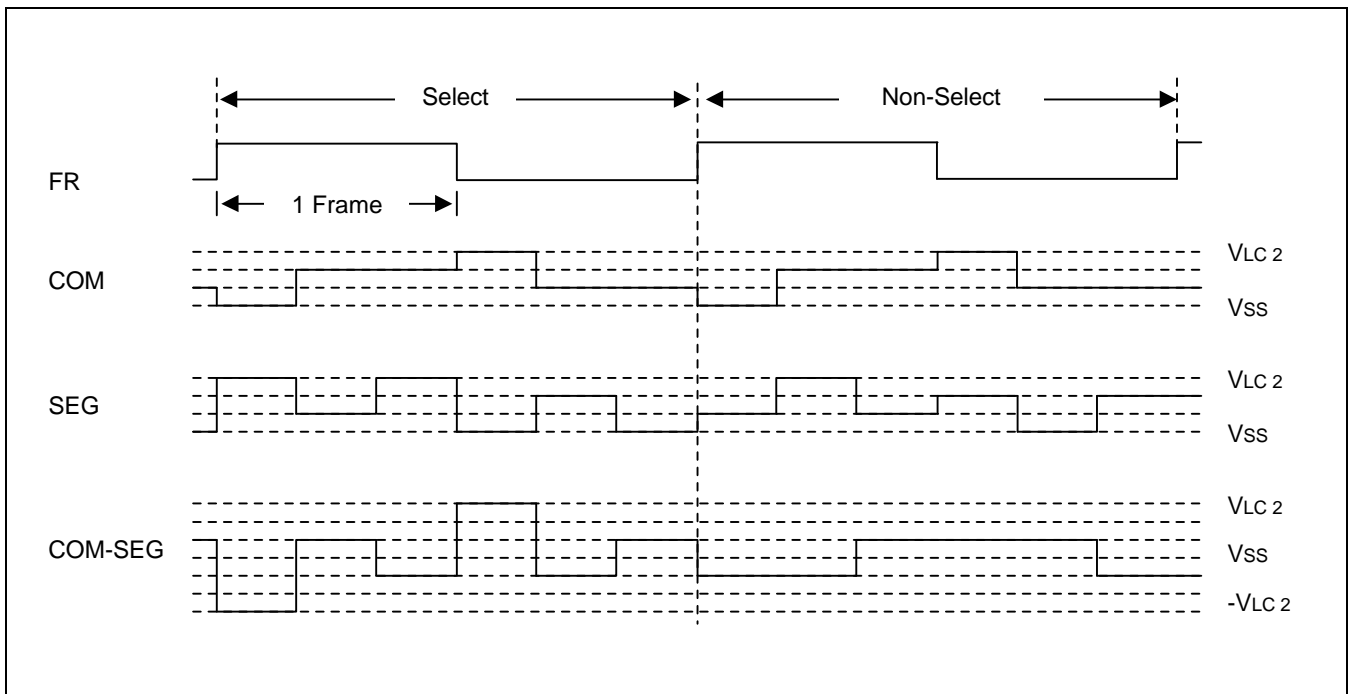 Select
Non-Select
FR
1 Frame
COM
VLC 2
VSS
SEG
VLC 2
VSS
COM-SEG
VLC 2
VSS
-VLC 2